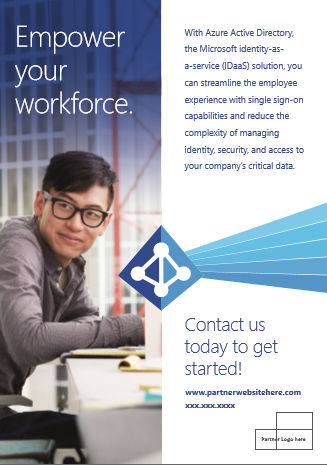 Empower
your
workforce.
With Azure Active Directory,
the Microsoft identity-as-
a-service (IDaaS) solution, you
can streamline the employee
experience with single sign-on
capabilities and reduce the
complexity of managing
identity, security, and access to
your company's critical data.
Contact us
today to get
started!
www.partnerwebsitehere.com
xxx.xxx.xxxx
Partner Logo here